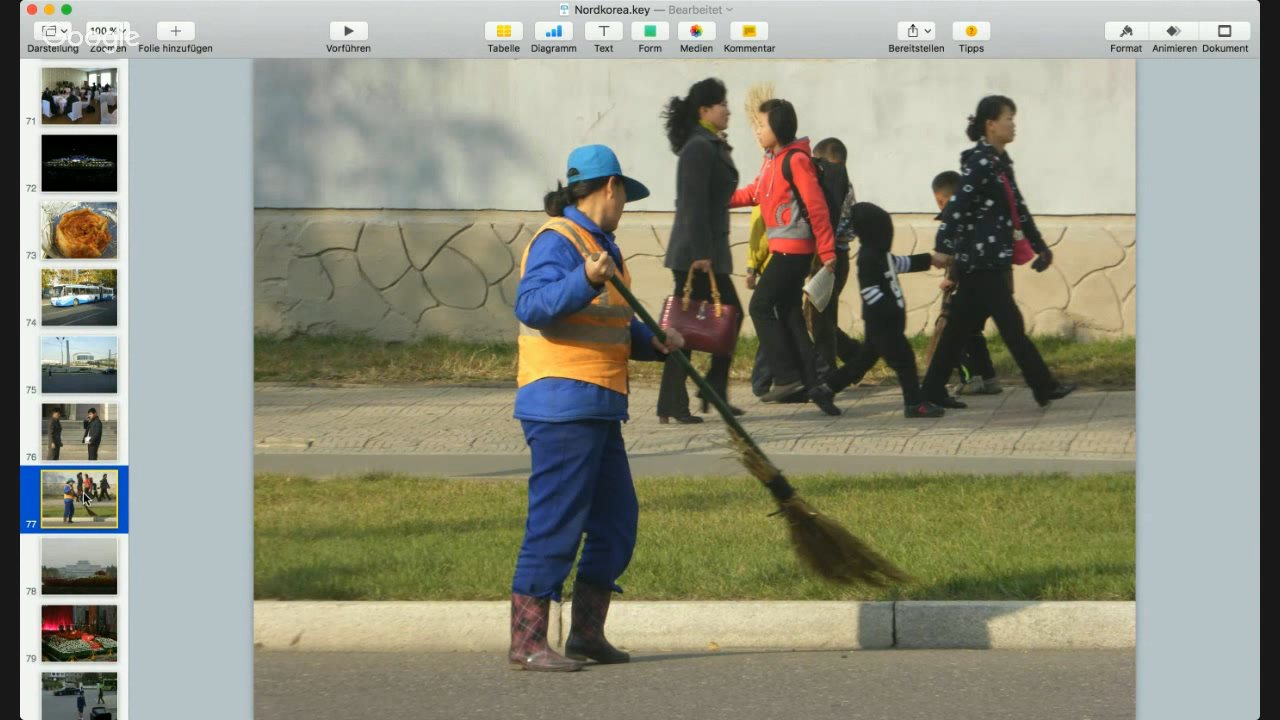 Nordkorea.key — Bearbeitet
100 %
Google
Darstellung
Zoomen
Folie hinzufügen
Vorführen
Tabelle
Diagramm
Text
Form
Medien
Kommentar
Bereitstellen
Tipps
Format
Animieren
Dokument
71
72
73
74
75
76
77
78
79